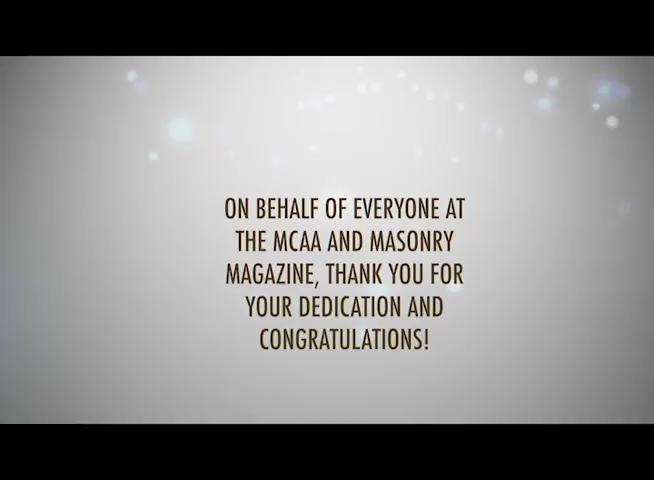 ON BEHALF OF EVERYONE AT
THE MCAA AND MASONRY
MAGAZINE, THANK YOU FOR
YOUR DEDICATION AND
CONGRATULATIONS!